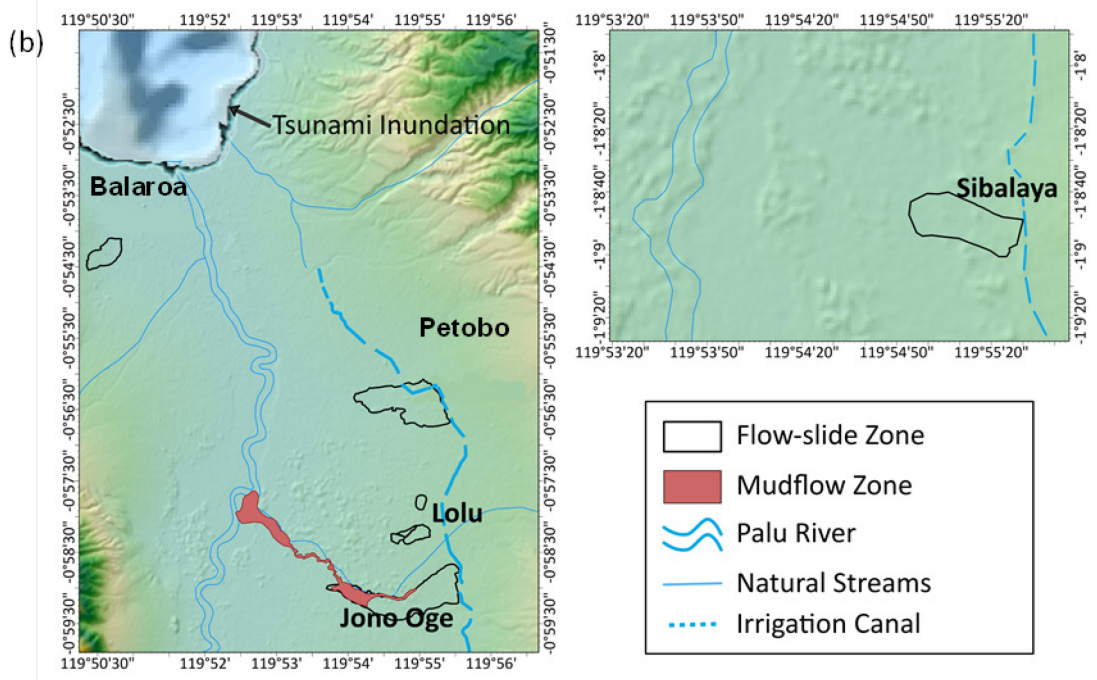 (b)
119°50'30" 119°52' 119°53' 119°54' 119°55' 119°56'
-0°51'30"
-0°52'30"
-0°53'30"
-0°54'30"
-0°55'30"
-0°56'30"
-0°57'30"
-0°58'30"
-0°59'30"
Tsunami Inundation
Balaroa
Petobo
Lolu
Jono Oge
-0°51'30"
-0°52'30"
-0°53'30"
-0°54'30"
-0°55'30"
-0°56'30"
-0°57'30"
-0°58'30"
-0°59'30"
119°50'30" 119°52' 119°53' 119°54' 119°55' 119°56'
119°53'20" 119°53'50" 119°54'20" 119°54'50" 119°55'20"
-1°8'
-1°8'20"
-1°8'40"
-1°9'
-1°9'20"
Sibalaya
-1°8'
-1°8'20"
-1°8'40"
-1°9'
-1°9'20"
119°53'20" 119°53'50" 119°54'20" 119°54'50" 119°55'20"
Flow-slide Zone
Mudflow Zone
Palu River
Natural Streams
Irrigation Canal